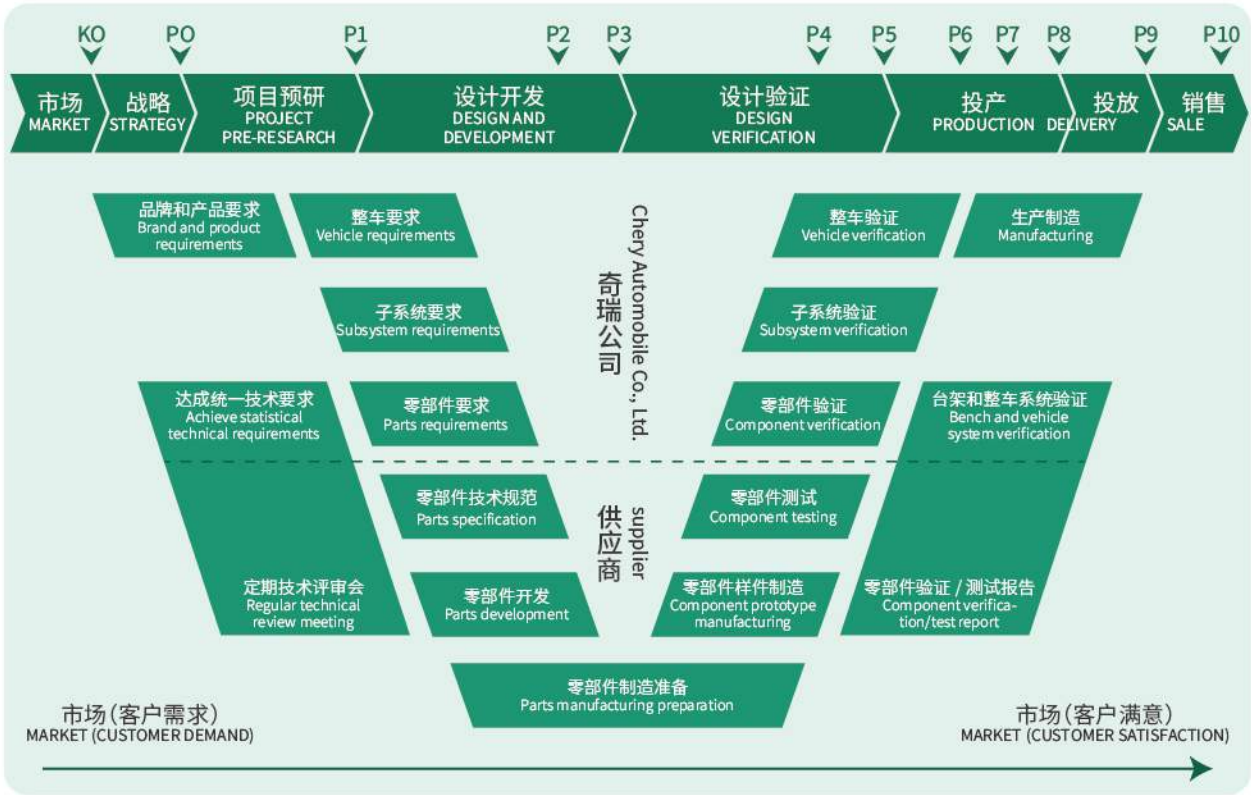 KO
PO
P1
P2
P3
P4
P5
P6
P7
P8
P9
P10
市场
MARKET
战略
STRATEGY
项目预研
PROJECT
PRE-RESEARCH
设计开发
DESIGN AND
DEVELOPMENT
设计验证
DESIGN
VERIFICATION
投产
PRODUCTION
投放
DELIVERY
销售
SALE
品牌和产品要求
Brand and product
requirements
整车要求
Vehicle requirements
整车验证
Vehicle verification
生产制造
Manufacturing
子系统要求
Subsystem requirements
子系统验证
Subsystem verification
奇瑞公司
Chery Automobile Co., Ltd.
达成统一技术要求
Achieve statistical
technical requirements
零部件要求
Parts requirements
零部件验证
Component verification
台架和整车系统验证
Bench and vehicle
system verification
零部件技术规范
Parts specification
供应商
supplier
零部件测试
Component testing
定期技术评审会
Regular technical
review meeting
零部件开发
Parts development
零部件样件制造
Component prototype
manufacturing
零部件验证 / 测试报告
Component verifica-
tion/test report
零部件制造准备
Parts manufacturing preparation
市场(客户需求)
MARKET (CUSTOMER DEMAND)
市场(客户满意)
MARKET (CUSTOMER SATISFACTION)